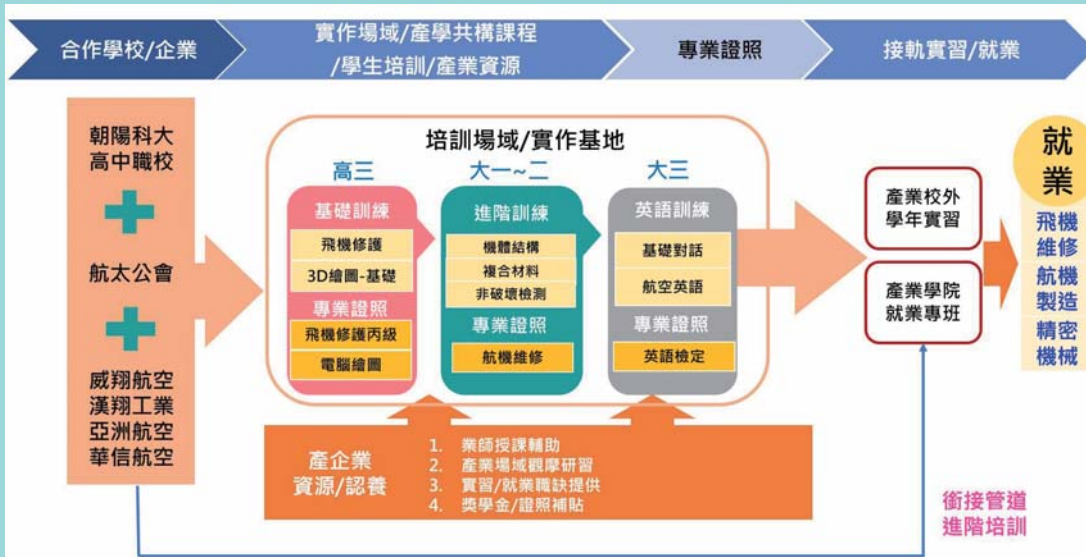 合作學校/企業
實作場域/產學共構課程
/學生培訓/產業資源
專業證照
接軌實習/就業
朝陽科大
高中職校
航太公會
威翔航空
漢翔工業
亞洲航空
華信航空
培訓場域/實作基地
高三
基礎訓練
飛機修護
3D繪圖-基礎
專業證照
飛機修護丙級
電腦繪圖
大一~二
進階訓練
機體結構
複合材料
非破壞檢測
專業證照
航機維修
大三
英語訓練
基礎對話
航空英語
專業證照
英語檢定
產企業
資源/認養
1. 業師授課輔助
2. 產業場域觀摩研習
3. 實習/就業職缺提供
4. 獎學金/證照補貼
產業校外
學年實習
產業學院
就業專班
就
業
飛機
維修
航機
製造
精密
機械
銜接管道
進階培訓